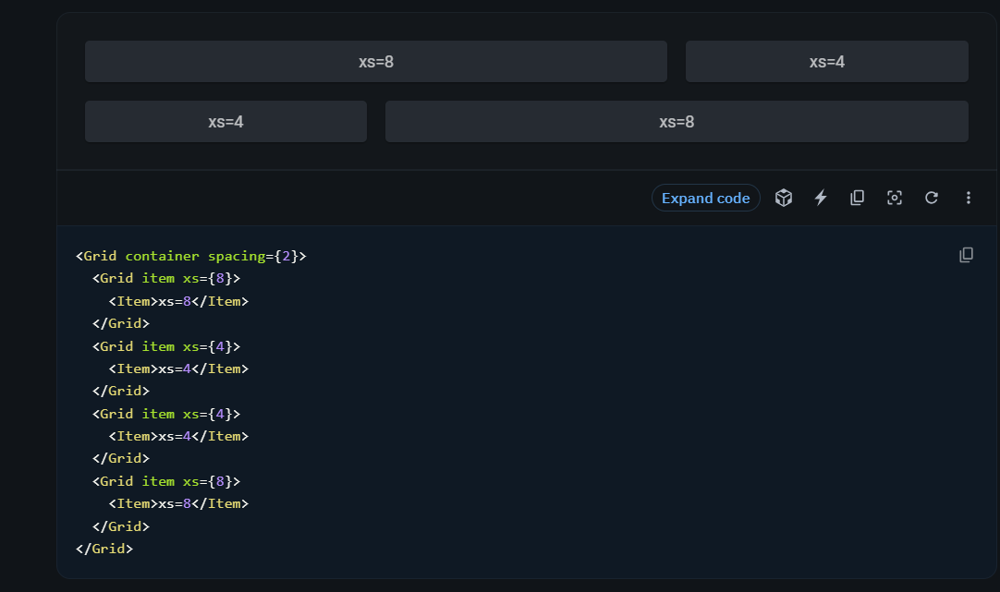 xs=8 xs=4
xs=4 xs=8
Expand code
<Grid container spacing={2}>
  <Grid item xs={8}>
    <Item>xs=8</Item>
  </Grid>
  <Grid item xs={4}>
    <Item>xs=4</Item>
  </Grid>
  <Grid item xs={4}>
    <Item>xs=4</Item>
  </Grid>
  <Grid item xs={8}>
    <Item>xs=8</Item>
  </Grid>
</Grid>